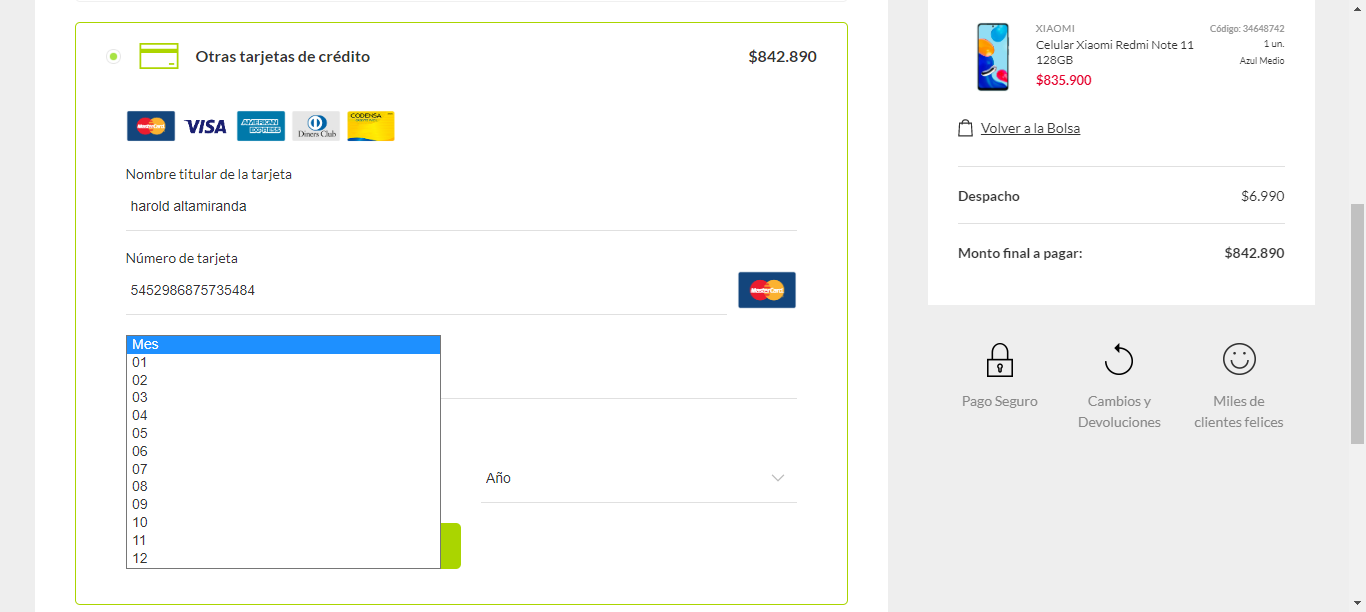 Otras tarjetas de crédito
$842.890
MasterCard
VISA
AMERICAN EXPRESS
Diners Club
CODENSA
Nombre titular de la tarjeta
harold altamiranda
Número de tarjeta
5452986875735484
MasterCard
Mes
01
02
03
04
05
06
07
08
09
10
11
12
Año
XIAOMI
Código: 34648742
Celular Xiaomi Redmi Note 11
128GB
1 un.
Azul Medio
$835.900
Volver a la Bolsa
Despacho
$6.990
Monto final a pagar:
$842.890
Pago Seguro
Cambios y
Devoluciones
Miles de
clientes felices